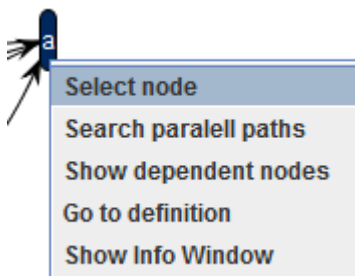 a
Select node
Search paralell paths
Show dependent nodes
Go to definition
Show Info Window